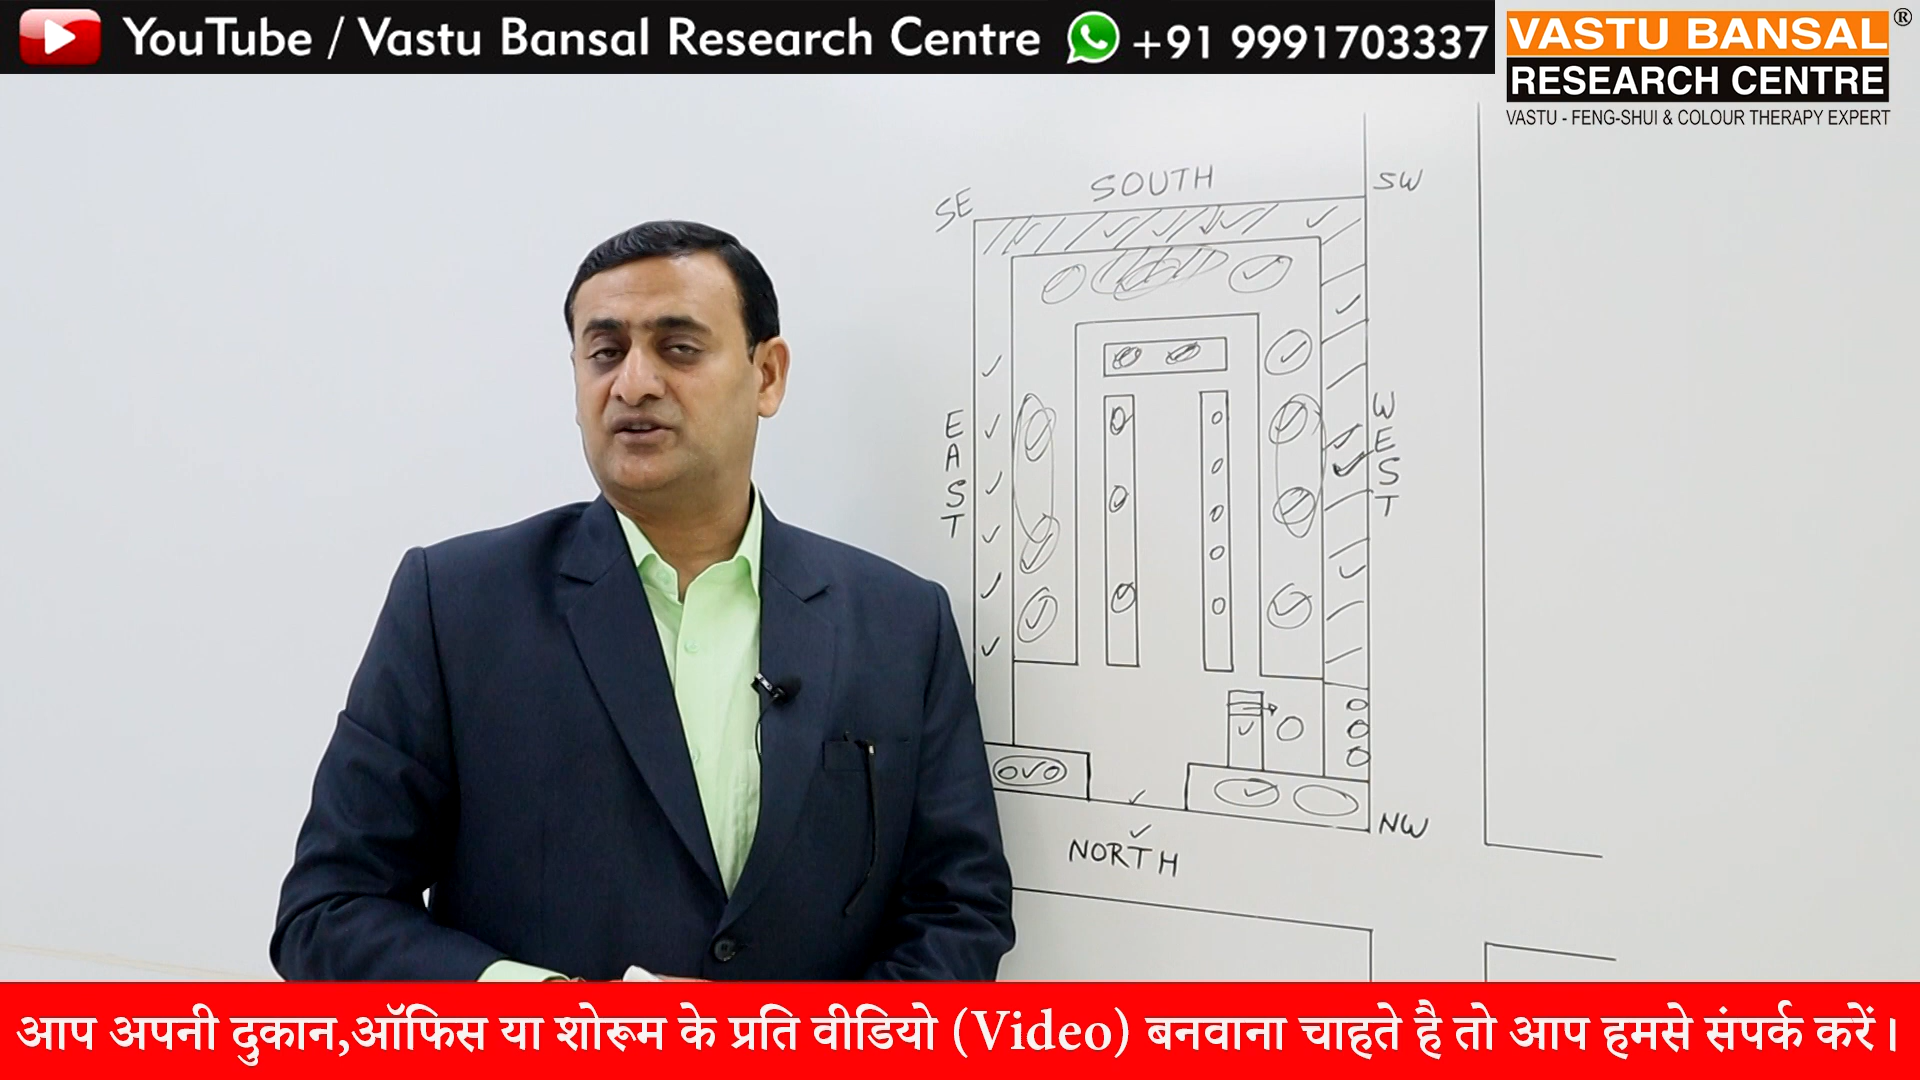 YouTube / Vastu Bansal Research Centre +91 9991703337
VASTU BANSAL®
RESEARCH CENTRE
VASTU - FENG-SHUI & COLOUR THERAPY EXPERT
SE SOUTH SW
EAST
WEST
NW
NORTH
आप अपनी दुकान,ऑफिस या शोरूम के प्रति वीडियो (Video) बनवाना चाहते है तो आप हमसे संपर्क करें।